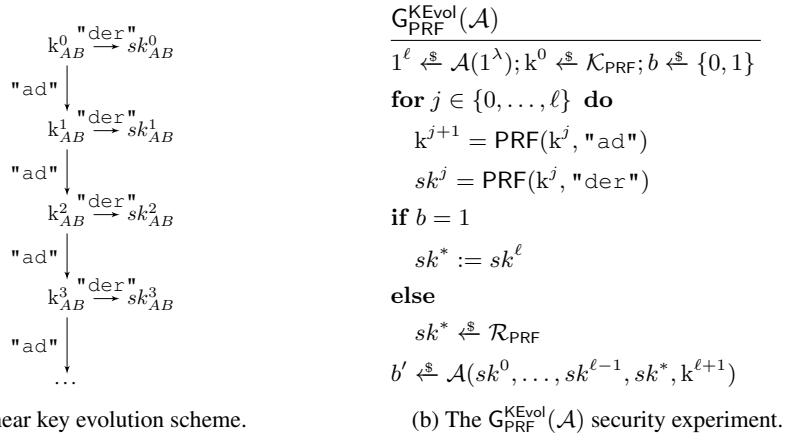 k⁰_AB "der" → sk⁰_AB
"ad"
k¹_AB "der" → sk¹_AB
"ad"
k²_AB "der" → sk²_AB
"ad"
k³_AB "der" → sk³_AB
"ad"
...
near key evolution scheme.
G^KEvol_PRF(𝒜)
1^ℓ ←$ 𝒜(1^λ); k⁰ ←$ 𝒦_PRF; b ←$ {0, 1}
for j ∈ {0, . . . , ℓ} do
k^{j+1} = PRF(k^j, "ad")
sk^j = PRF(k^j, "der")
if b = 1
sk* := sk^ℓ
else
sk* ←$ ℛ_PRF
b′ ←$ 𝒜(sk⁰, . . . , sk^{ℓ−1}, sk*, k^{ℓ+1})
(b) The G^KEvol_PRF(𝒜) security experiment.